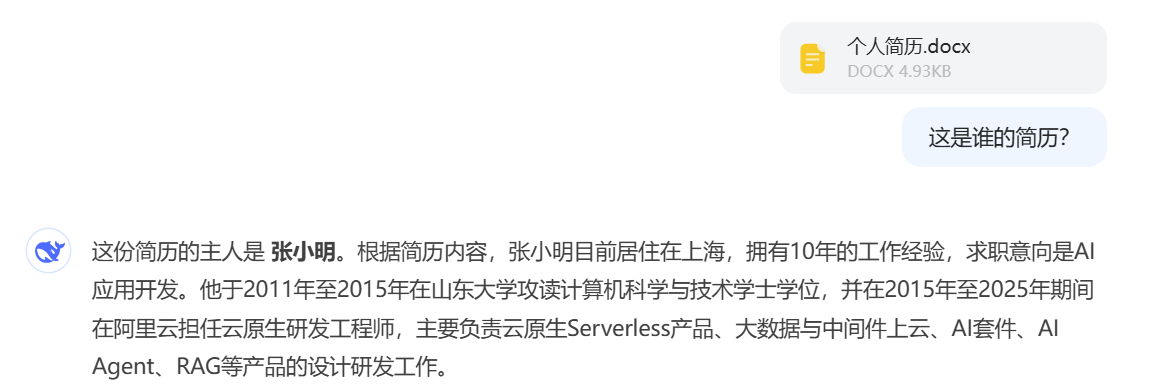 个人简历.docx
DOCX 4.93KB
这是谁的简历？
这份简历的主人是 张小明。根据简历内容，张小明目前居住在上海，拥有10年的工作经验，求职意向是AI
应用开发。他于2011年至2015年在山东大学攻读计算机科学与技术学士学位，并在2015年至2025年期间
在阿里云担任云原生研发工程师，主要负责云原生Serverless产品、大数据与中间件上云、AI套件、AI
Agent、RAG等产品的设计研发工作。